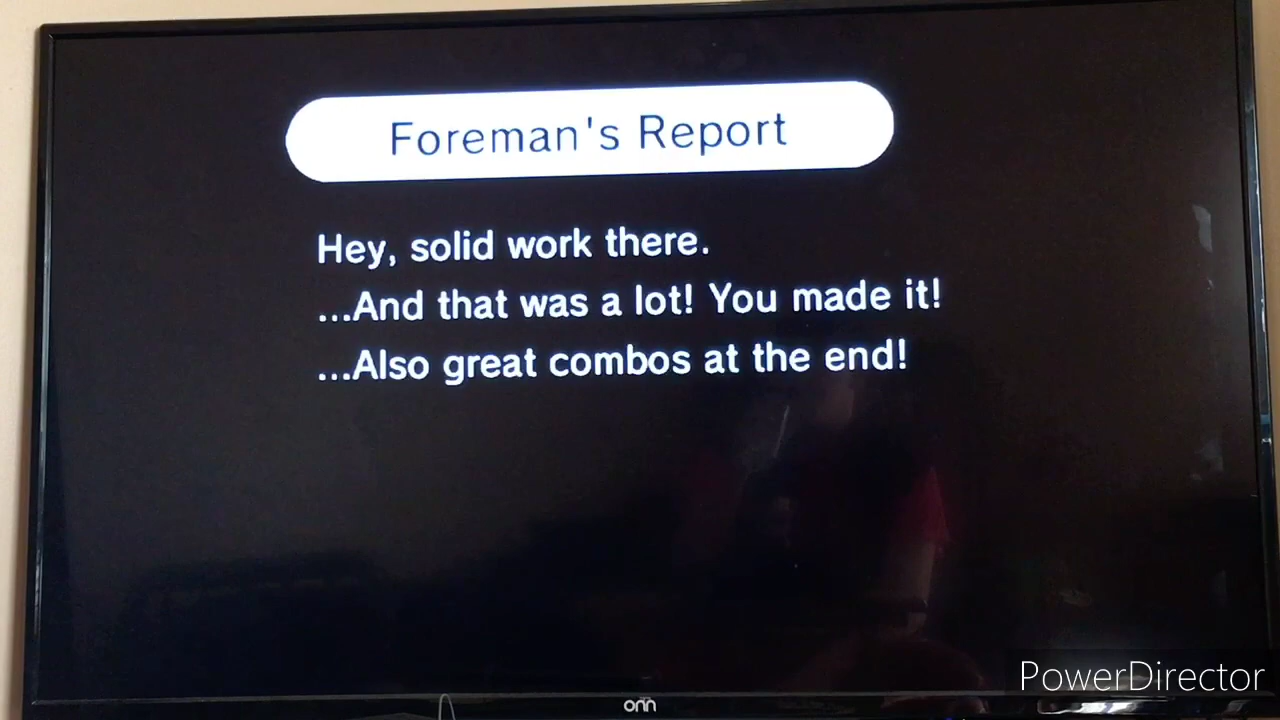 Foreman's Report
Hey, solid work there.
...And that was a lot! You made it!
...Also great combos at the end!
PowerDirector
onn